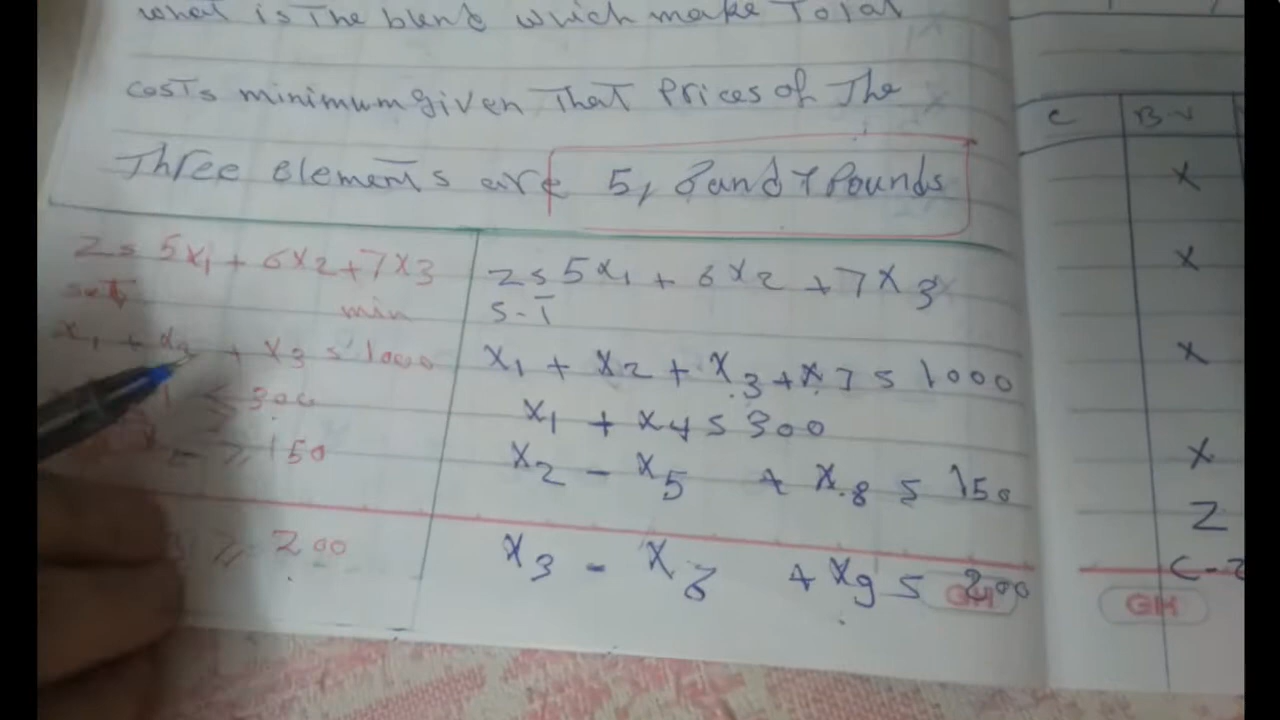 what is The blend which make Total
costs minimum given That Prices of The
Three elements are 5, 6 and 7 Pounds
Z = 5x1 + 6x2 + 7x3
s.t
min
x1 + x2 + x3 = 1000
≤ 300
≥ 150
≥ 200
Z = 5x1 + 6x2 + 7x3
S-T
x1 + x2 + x3 + x7 = 1000
x1 + x4 = 300
x2 - x5 + x8 = 150
x3 - x6 + x9 = 200
GH
C B.V
X
X
X
X
Z
C-Z
GH